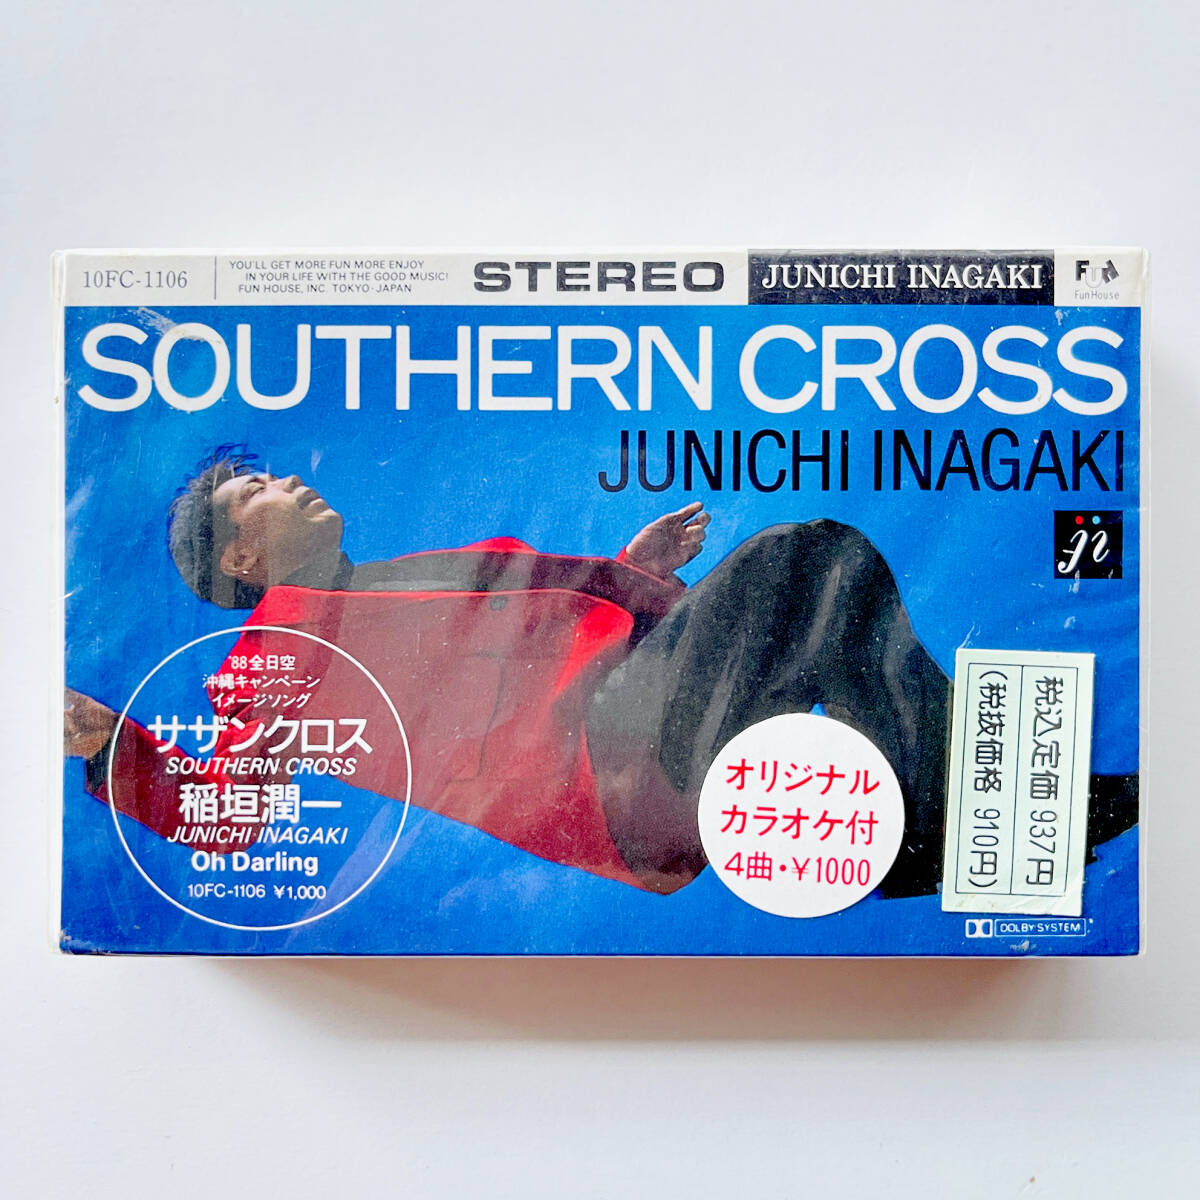 10FC-1106
YOU'LL GET MORE FUN MORE ENJOY
IN YOUR LIFE WITH THE GOOD MUSIC!
FUN HOUSE, INC. TOKYO-JAPAN
STEREO
JUNICHI INAGAKI
Fun
Fun House
SOUTHERN CROSS
JUNICHI INAGAKI
ji
'88全日空
沖縄キャンペーン
イメージソング
サザンクロス
SOUTHERN CROSS
稲垣潤一
JUNICHI INAGAKI
Oh Darling
10FC-1106 ¥1,000
オリジナル
カラオケ付
4曲・¥1000
税込定価 937円
(税抜価格 910円)
DOLBY SYSTEM